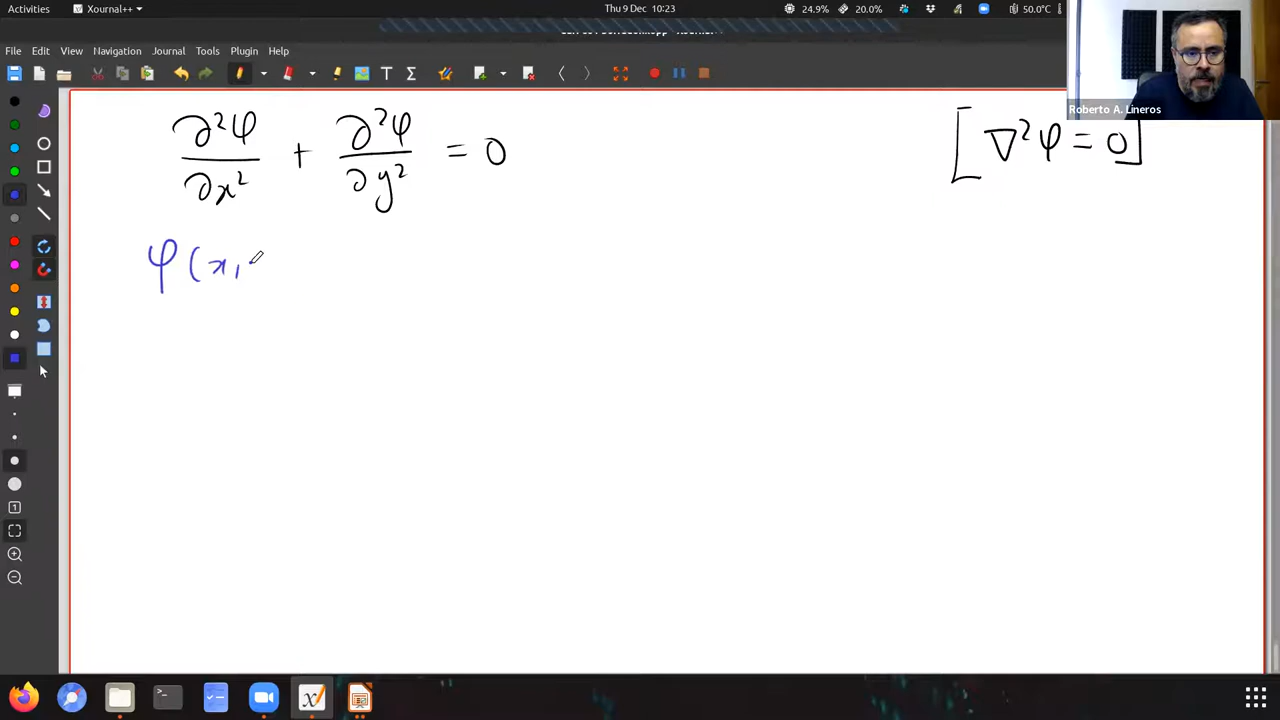 Activities Xournal++ Thu 9 Dec 10:23 24.9% 20.0% 50.0°C
File Edit View Navigation Journal Tools Plugin Help
Roberto A. Lineros
∂²φ/∂x² + ∂²φ/∂y² = 0 [∇²φ = 0]
φ(x,